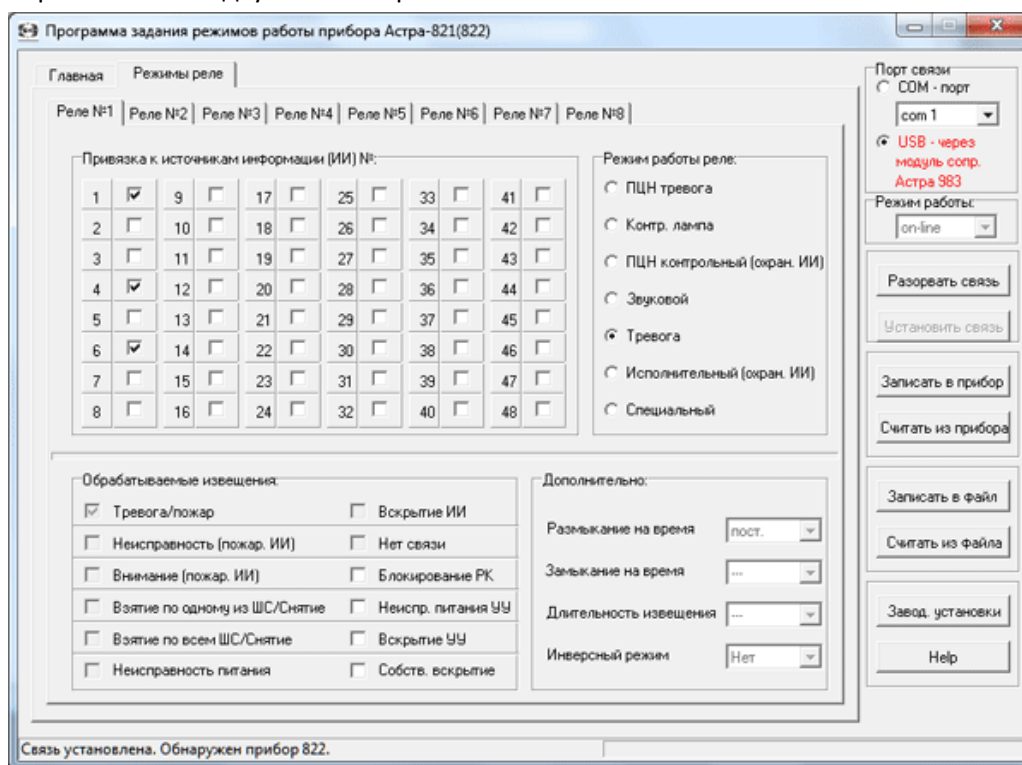 Программа задания режимов работы прибора Астра-821(822)
Главная
Режимы реле
Реле №1
Реле №2
Реле №3
Реле №4
Реле №5
Реле №6
Реле №7
Реле №8
Привязка к источникам информации (ИИ) №:
1 9 17 25 33 41
2 10 18 26 34 42
3 11 19 27 35 43
4 12 20 28 36 44
5 13 21 29 37 45
6 14 22 30 38 46
7 15 23 31 39 47
8 16 24 32 40 48
Режим работы реле:
ПЦН тревога
Контр. лампа
ПЦН контрольный (охран. ИИ)
Звуковой
Тревога
Исполнительный (охран. ИИ)
Специальный
Обрабатываемые извещения:
Тревога/пожар
Неисправность (пожар. ИИ)
Внимание (пожар. ИИ)
Взятие по одному из ШС/Снятие
Взятие по всем ШС/Снятие
Неисправность питания
Вскрытие ИИ
Нет связи
Блокирование РК
Неиспр. питания УУ
Вскрытие УУ
Собств. вскрытие
Дополнительно:
Размыкание на время пост.
Замыкание на время ---
Длительность извещения ---
Инверсный режим Нет
Порт связи
COM - порт
com 1
USB - через
модуль сопр.
Астра 983
Режим работы:
on-line
Разорвать связь
Установить связь
Записать в прибор
Считать из прибора
Записать в файл
Считать из файла
Завод. установки
Help
Связь установлена. Обнаружен прибор 822.